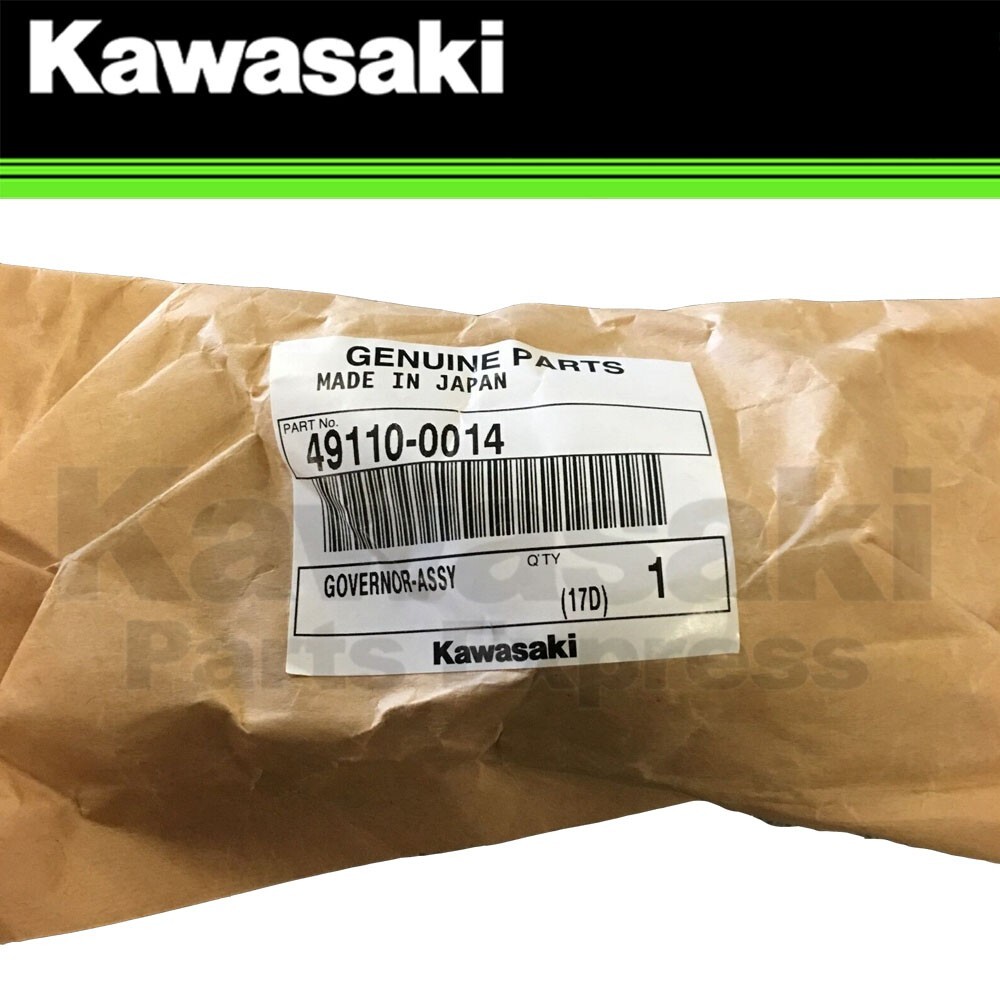 Kawasaki
GENUINE PARTS
MADE IN JAPAN
PART No.
49110-0014
GOVERNOR-ASSY
Q'TY
(17D)
1
Kawasaki
Kawasaki
Parts Express